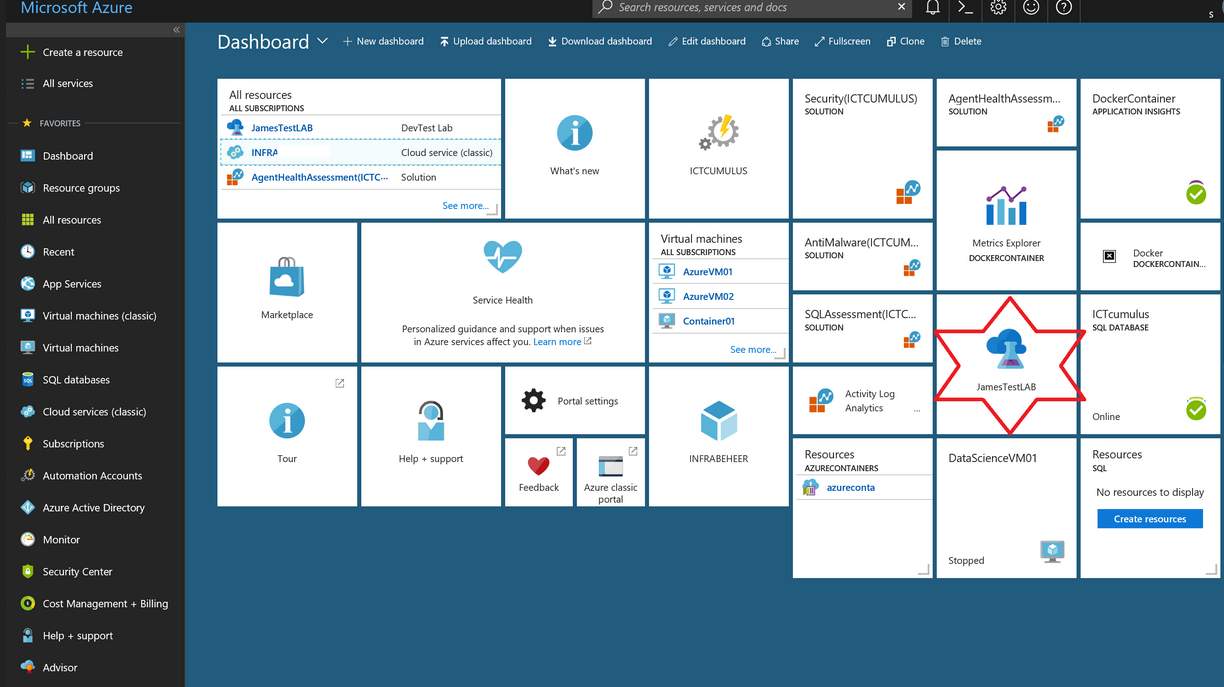 Microsoft Azure
Search resources, services and docs
s
Create a resource
All services
FAVORITES
Dashboard
Resource groups
All resources
Recent
App Services
Virtual machines (classic)
Virtual machines
SQL databases
Cloud services (classic)
Subscriptions
Automation Accounts
Azure Active Directory
Monitor
Security Center
Cost Management + Billing
Help + support
Advisor
Dashboard
New dashboard
Upload dashboard
Download dashboard
Edit dashboard
Share
Fullscreen
Clone
Delete
All resources
ALL SUBSCRIPTIONS
JamesTestLAB DevTest Lab
INFRA Cloud service (classic)
AgentHealthAssessment(ICTC... Solution
See more...
What's new
ICTCUMULUS
Security(ICTCUMULUS)
SOLUTION
AgentHealthAssessm...
SOLUTION
DockerContainer
APPLICATION INSIGHTS
Marketplace
Service Health
Personalized guidance and support when issues
in Azure services affect you. Learn more
Virtual machines
ALL SUBSCRIPTIONS
AzureVM01
AzureVM02
Container01
See more...
AntiMalware(ICTCUM...
SOLUTION
Metrics Explorer
DOCKERCONTAINER
Docker
DOCKERCONTAIN...
SQLAssessment(ICTC...
SOLUTION
JamesTestLAB
ICTcumulus
SQL DATABASE
Online
Tour
Help + support
Portal settings
Feedback
Azure classic
portal
INFRABEHEER
Activity Log
Analytics
...
Resources
AZURECONTAINERS
azureconta
DataScienceVM01
Stopped
Resources
SQL
No resources to display
Create resources